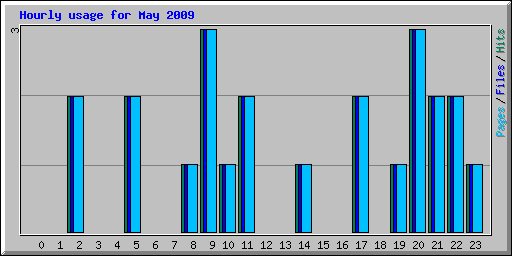 Hourly usage for May 2009
3
Pages/Files/Hits
0 1 2 3 4 5 6 7 8 9 10 11 12 13 14 15 16 17 18 19 20 21 22 23